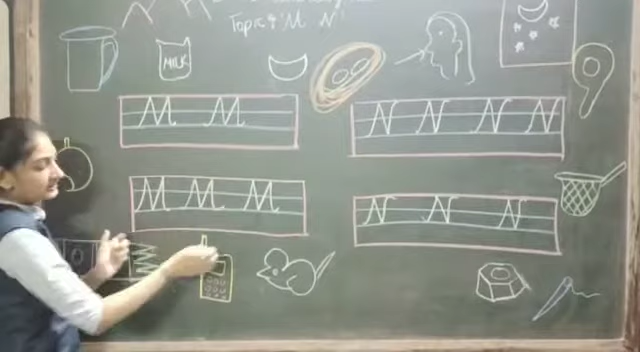 Topic : 'M N'
MILK
M M
N N N N
M M M
N N N